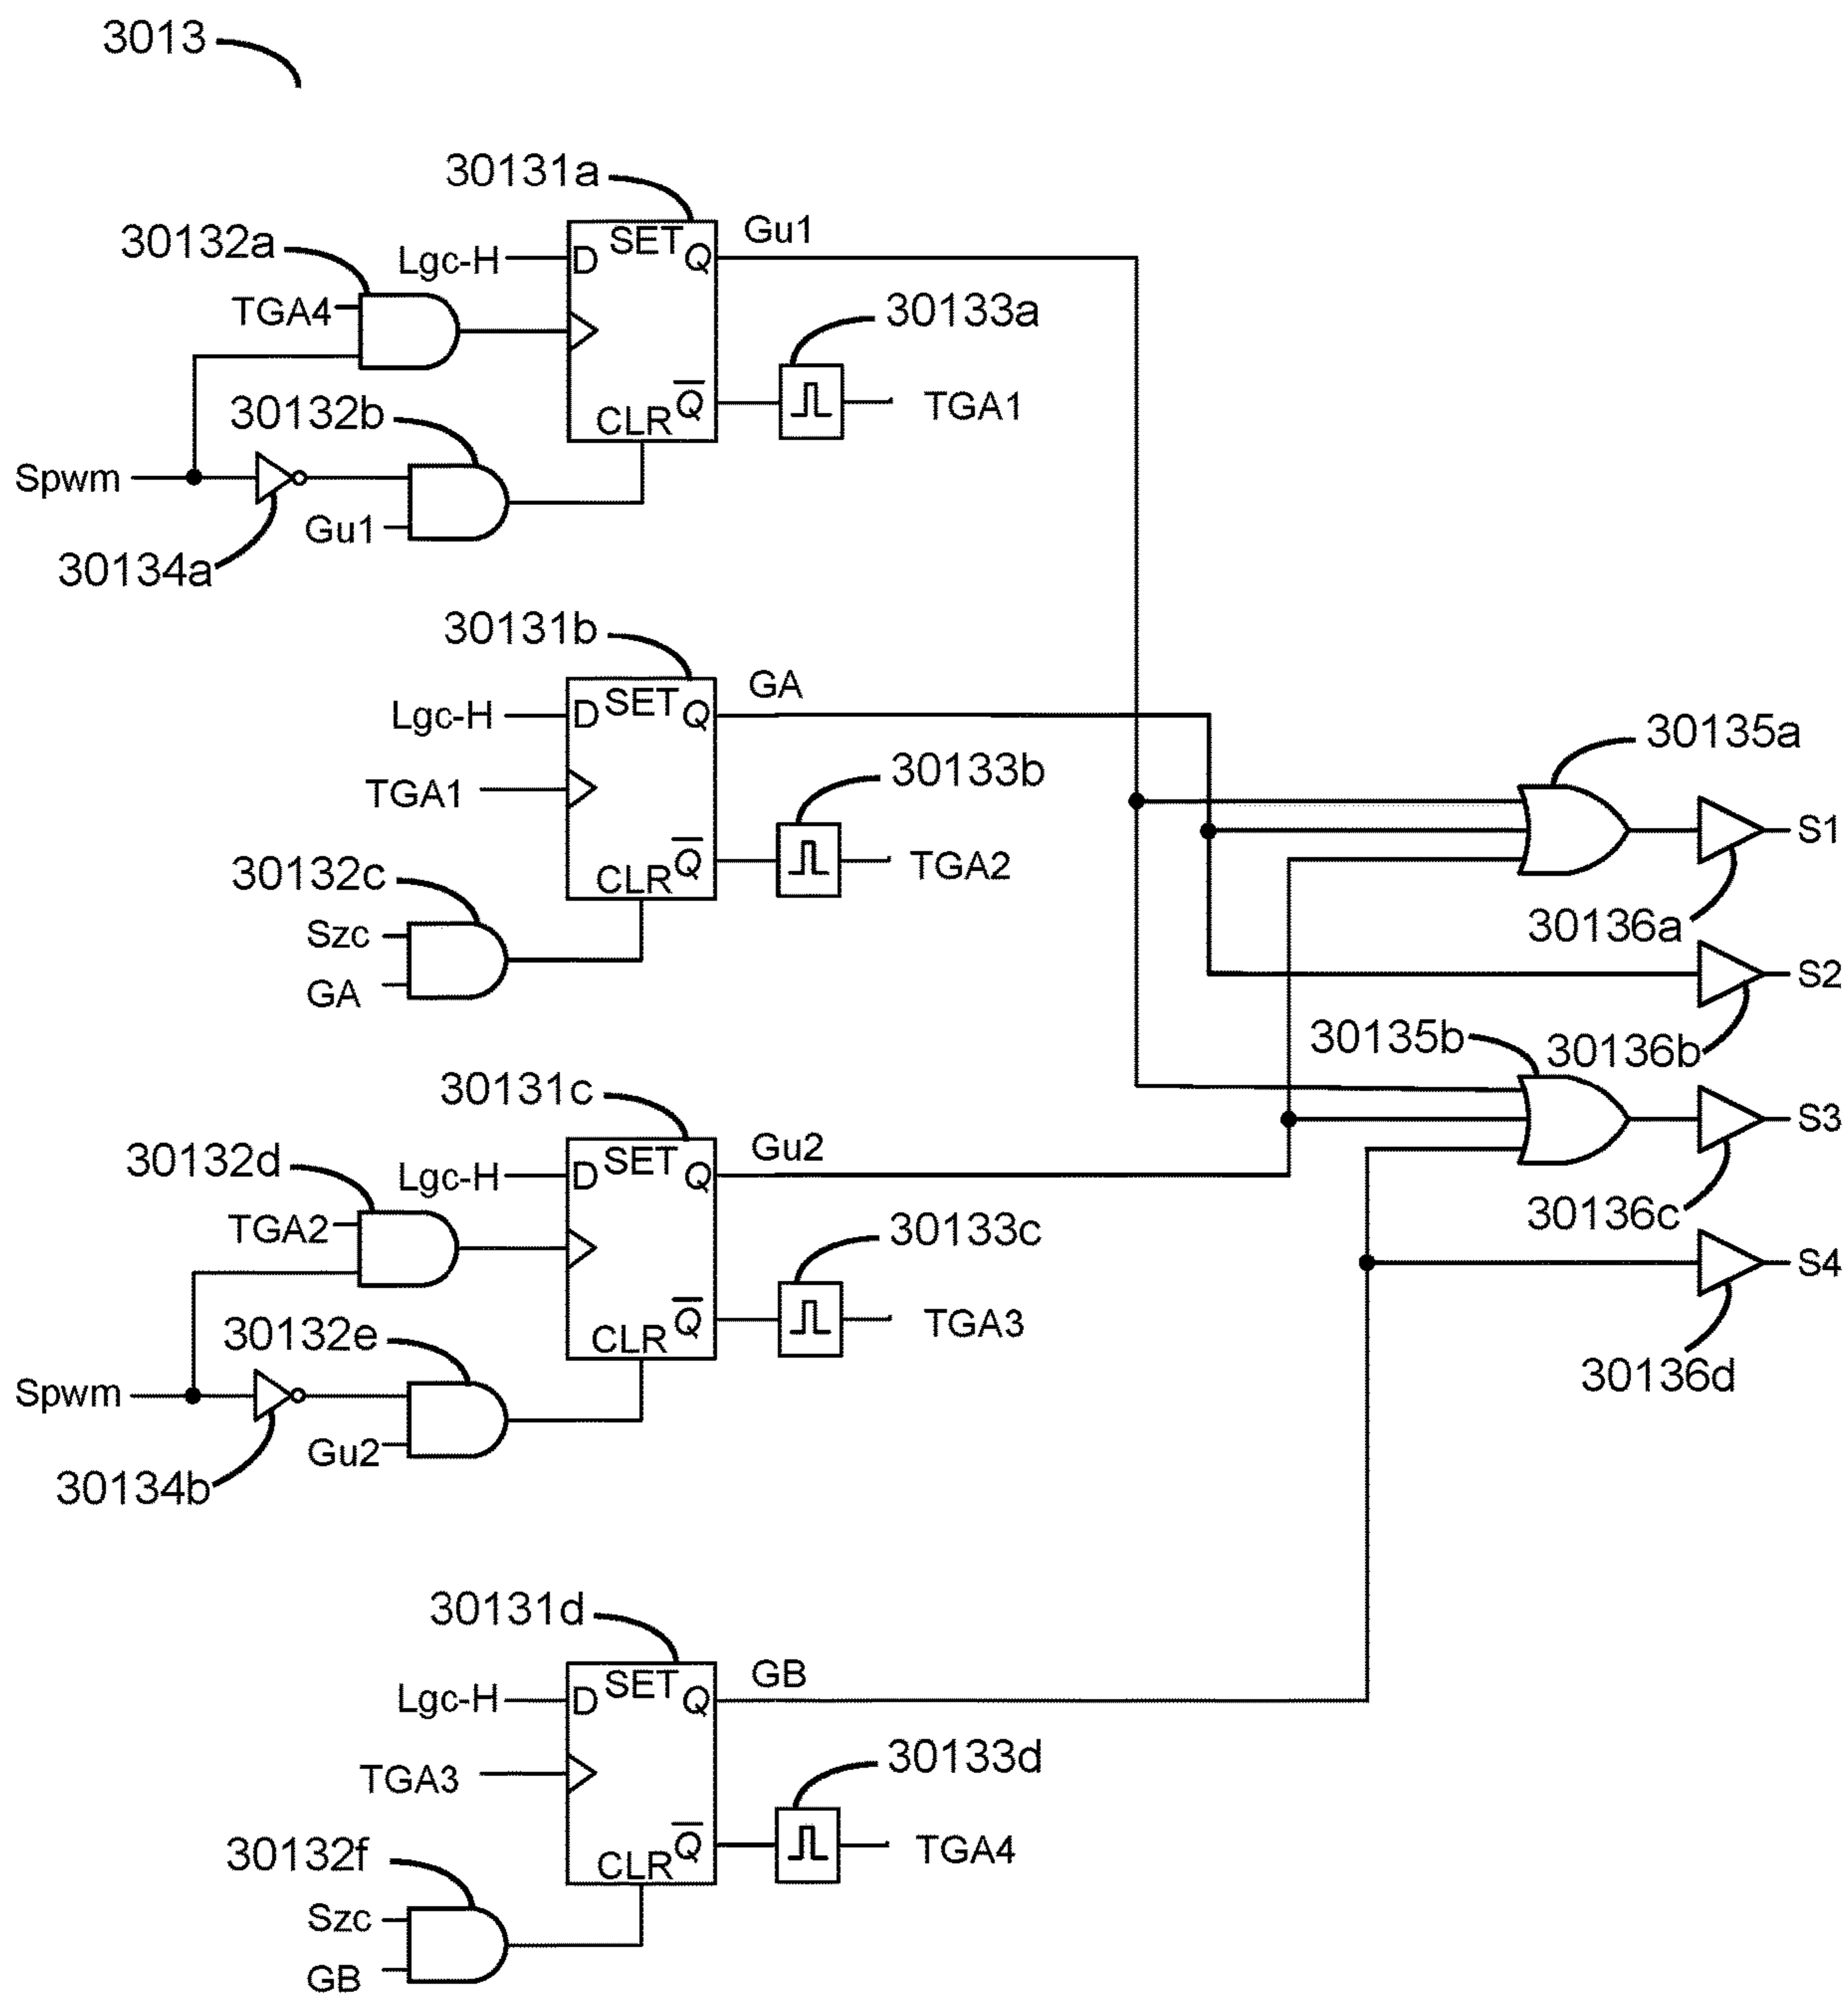 3013
30131a
Gu1
30132a
Lgc-H
D
SET
Q
TGA4
30133a
30132b
Q
TGA1
CLR
Spwm
Gu1
30134a
30131b
GA
Lgc-H
D
SET
Q
30135a
30133b
TGA1
S1
30132c
Q
TGA2
CLR
30136a
Szc
S2
GA
30135b
30136b
30131c
S3
Gu2
30132d
Lgc-H
D
SET
Q
30136c
TGA2
30133c
S4
30132e
Q
TGA3
CLR
30136d
Spwm
Gu2
30134b
30131d
GB
Lgc-H
D
SET
Q
30133d
TGA3
30132f
Q
TGA4
CLR
Szc
GB